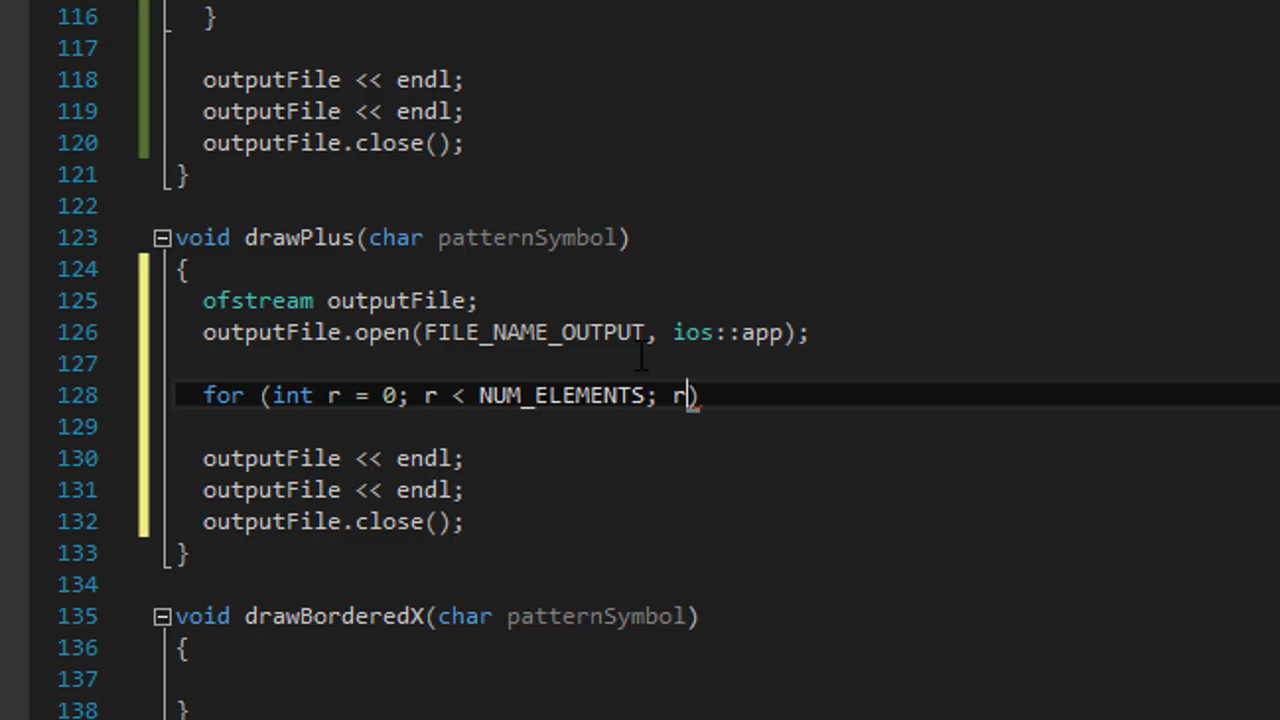 116 }
117
118 outputFile << endl;
119 outputFile << endl;
120 outputFile.close();
121 }
122
123 void drawPlus(char patternSymbol)
124 {
125 ofstream outputFile;
126 outputFile.open(FILE_NAME_OUTPUT, ios::app);
127
128 for (int r = 0; r < NUM_ELEMENTS; r)
129
130 outputFile << endl;
131 outputFile << endl;
132 outputFile.close();
133 }
134
135 void drawBorderedX(char patternSymbol)
136 {
137
138 }